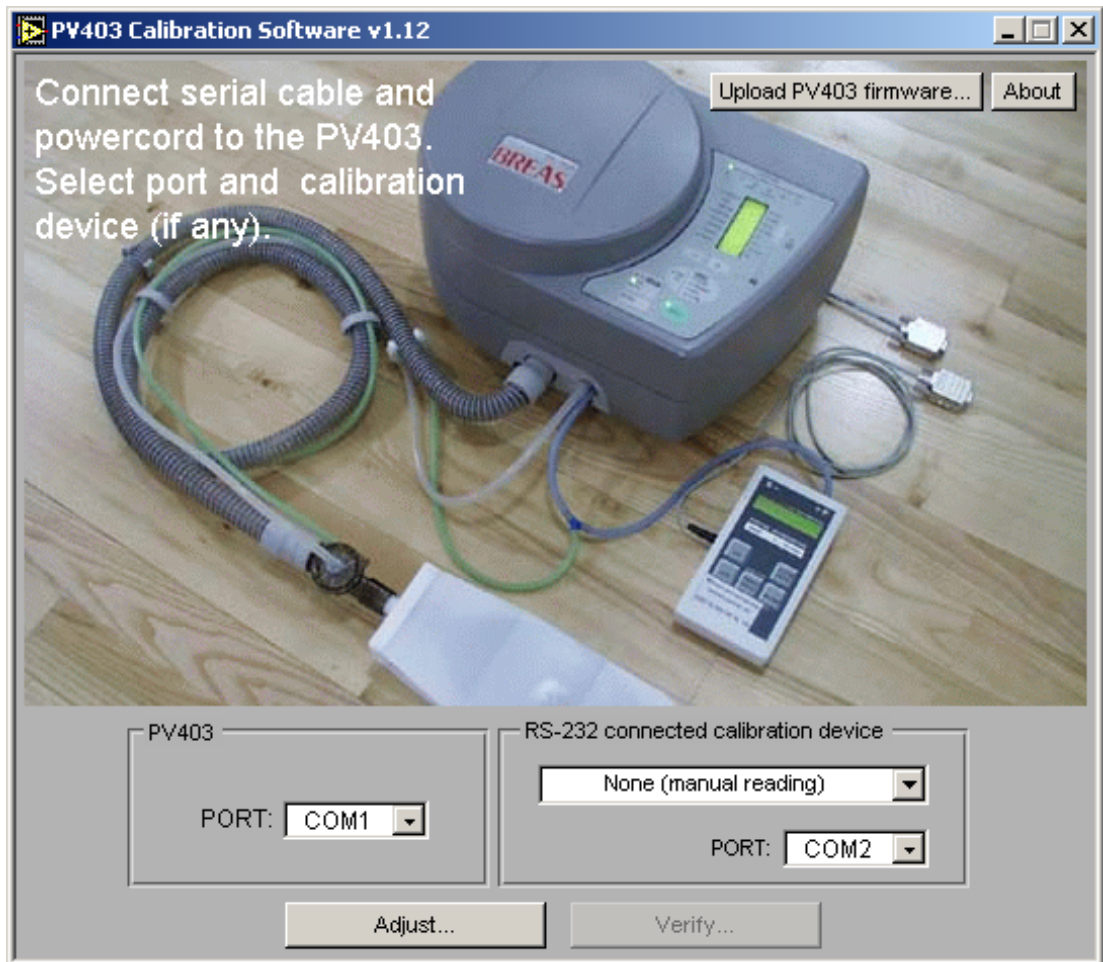 PV403 Calibration Software v1.12
Connect serial cable and
powercord to the PV403.
Select port and  calibration
device (if any).
Upload PV403 firmware...
About
BREAS
PV403
PORT:
COM1
RS-232 connected calibration device
None (manual reading)
PORT:
COM2
Adjust...
Verify...